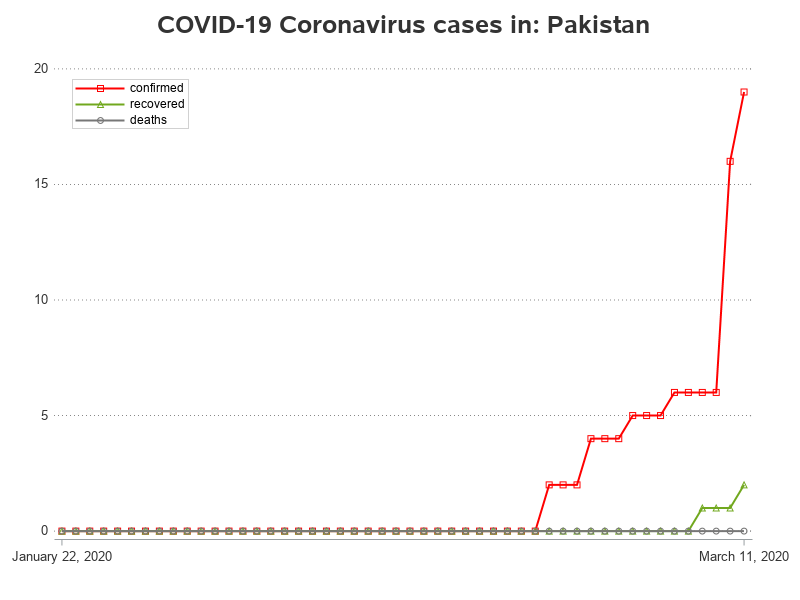 COVID-19 Coronavirus cases in: Pakistan
20
confirmed
recovered
deaths
15
10
5
0
January 22, 2020 March 11, 2020